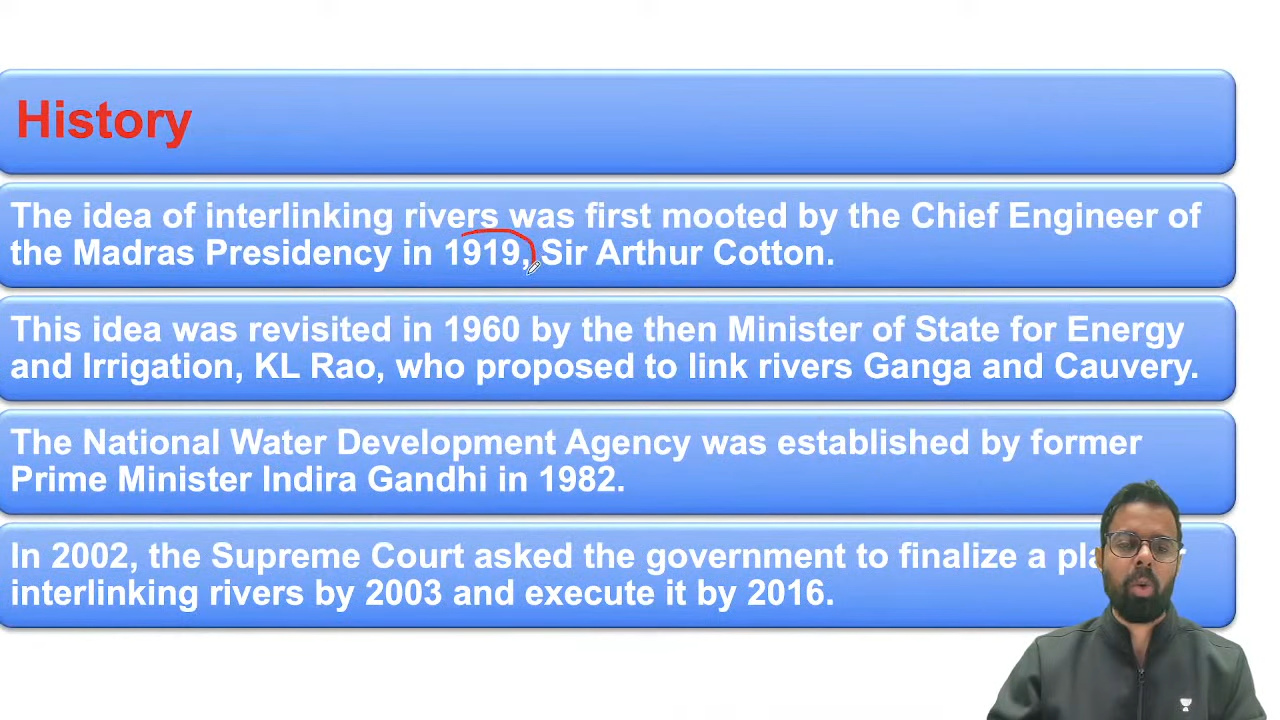 History
The idea of interlinking rivers was first mooted by the Chief Engineer of
the Madras Presidency in 1919, Sir Arthur Cotton.
This idea was revisited in 1960 by the then Minister of State for Energy
and Irrigation, KL Rao, who proposed to link rivers Ganga and Cauvery.
The National Water Development Agency was established by former
Prime Minister Indira Gandhi in 1982.
In 2002, the Supreme Court asked the government to finalize a
interlinking rivers by 2003 and execute it by 2016.